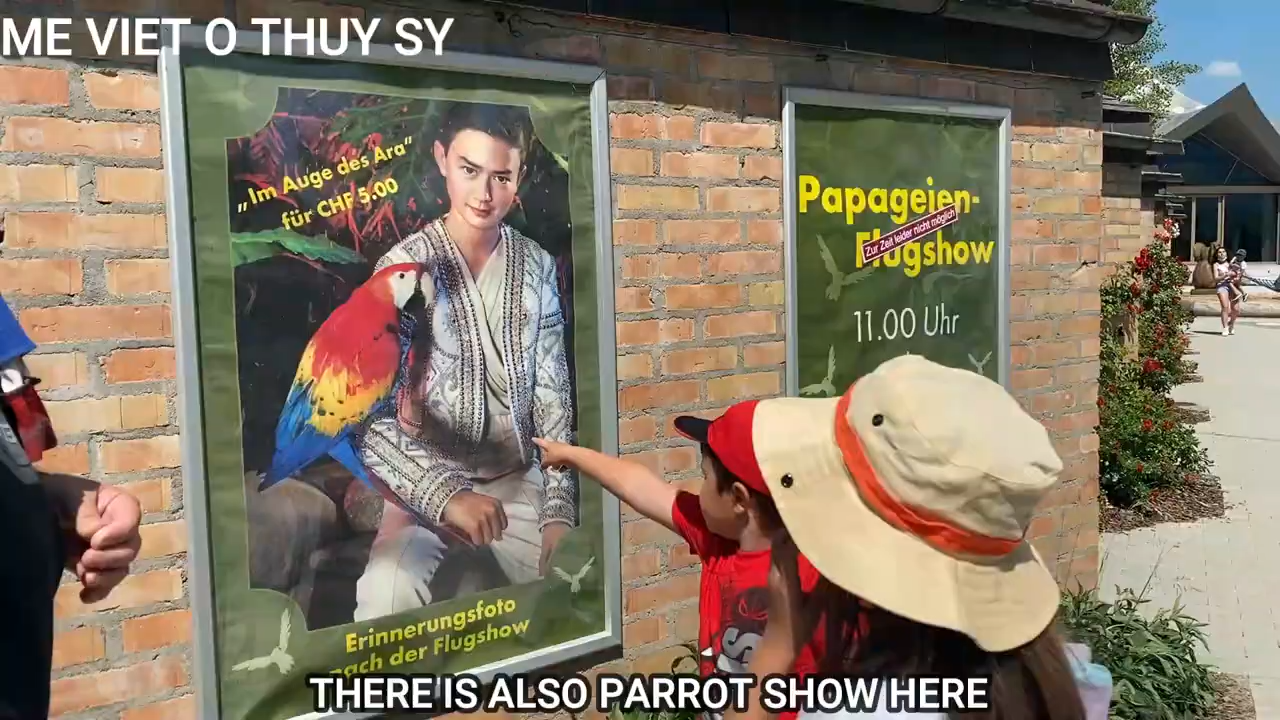 ME VIET O THUY SY
„Im Auge des Ara“
für CHF 5.00
Erinnerungsfoto
nach der Flugshow
Papageien-
Zur Zeit leider nicht möglich
Flugshow
11.00 Uhr
THERE IS ALSO PARROT SHOW HERE